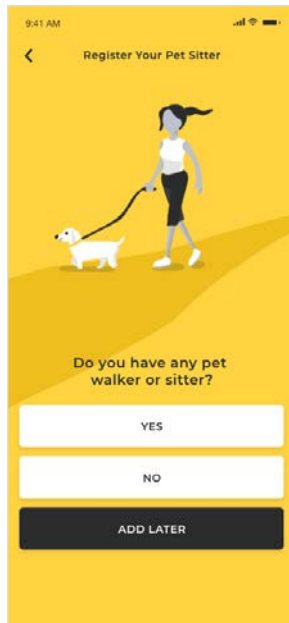 9:41 AM
Register Your Pet Sitter
Do you have any pet
walker or sitter?
YES
NO
ADD LATER